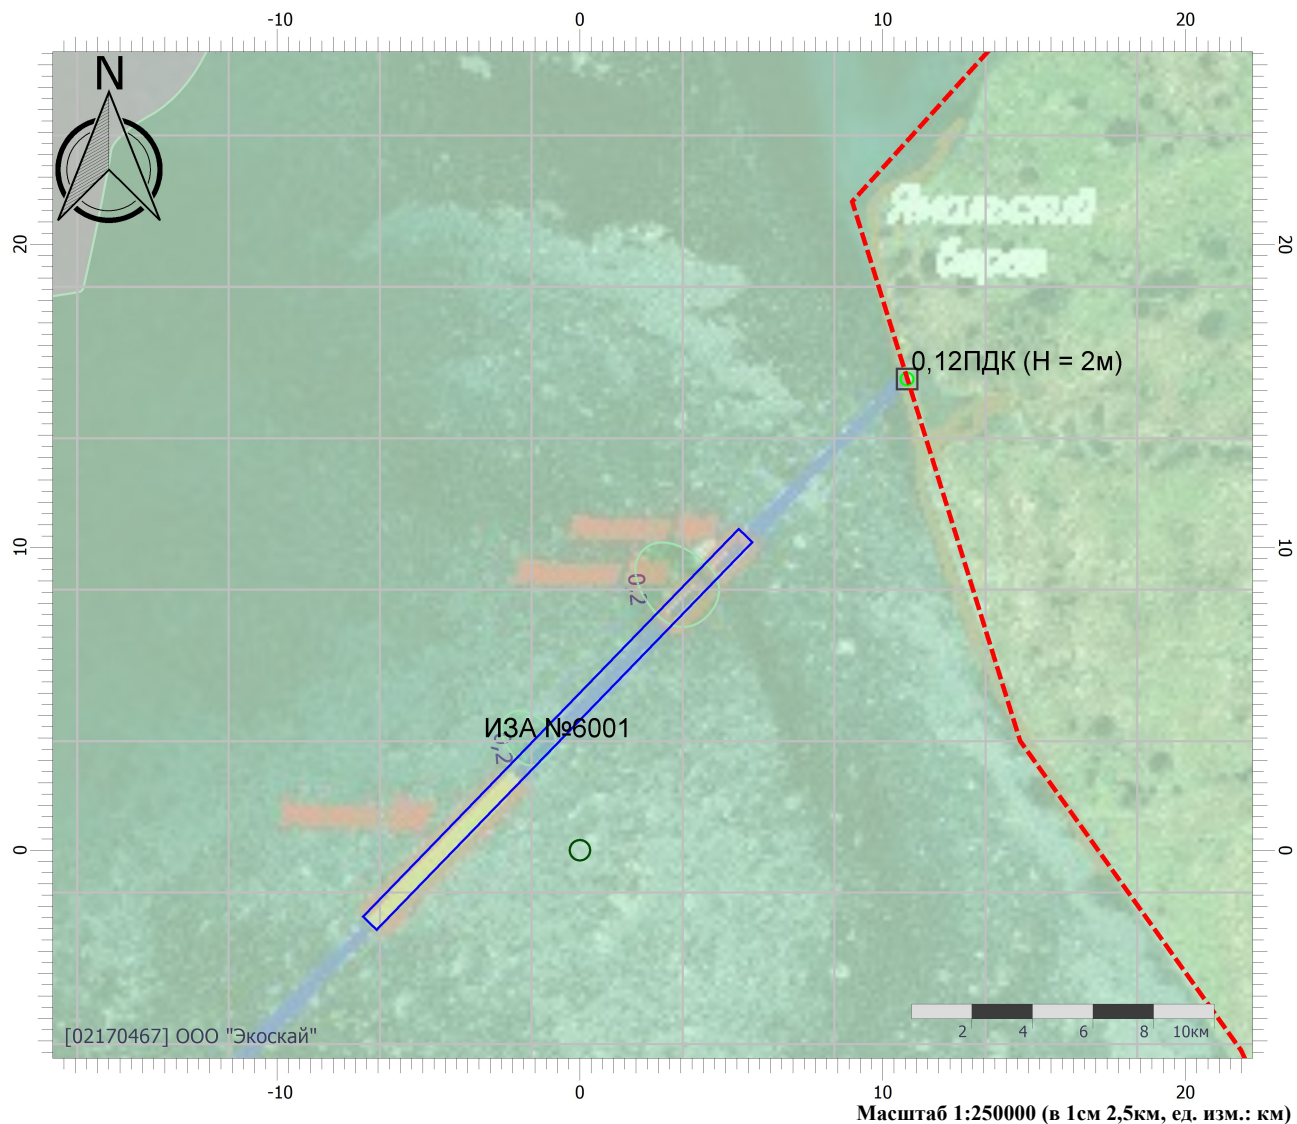 -10 0 10 20
N
20 20
Ямальский
берег
0,12ПДК (H = 2м)
10 10
0,2
ИЗА №6001
0,2
0 0
[02170467] ООО "Экоскай"
2 4 6 8 10км
-10 0 10 20
Масштаб 1:250000 (в 1см 2,5км, ед. изм.: км)